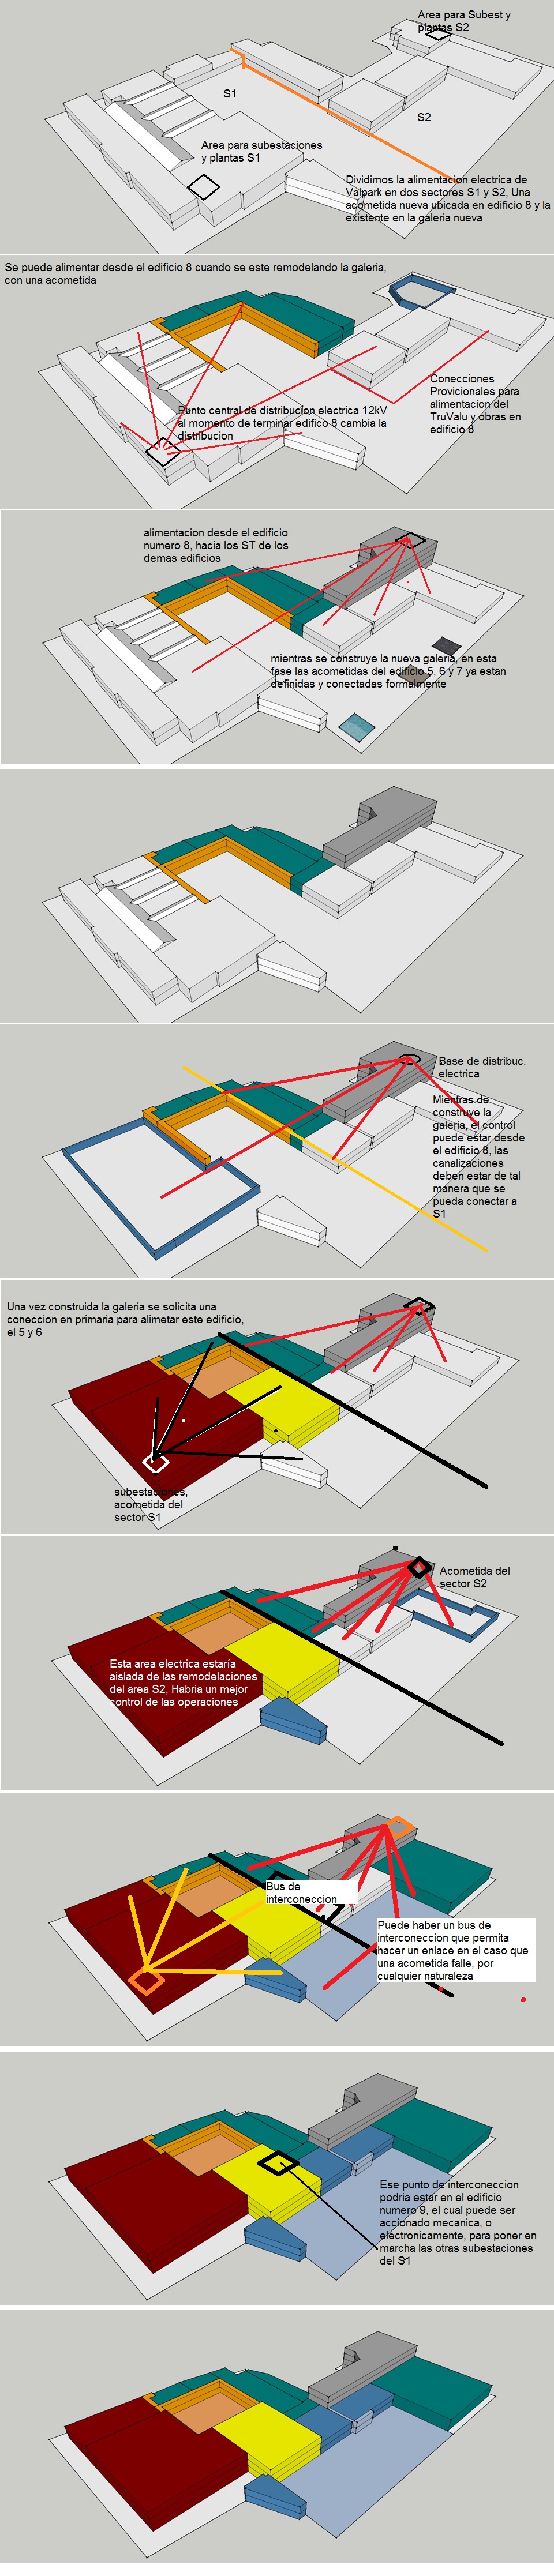 Area para Subest y
plantas S2
S1
S2
Area para subestaciones
y plantas S1
Dividimos la alimentacion electrica de
Valpark en dos sectores S1 y S2, Una
acometida nueva ubicada en edificio 8 y la
existente en la galeria nueva
Se puede alimentar desde el edificio 8 cuando se este remodelando la galeria,
con una acometida
Conecciones
Provicionales para
alimentacion del
TruValu y obras en
edificio 8
Punto central de distribucion electrica 12kV
al momento de terminar edifico 8 cambia la
distribucion
alimentacion desde el edificio
numero 8, hacia los ST de los
demas edificios
mientras se construye la nueva galeria, en esta
fase las acometidas del edificio 5, 6 y 7 ya estan
definidas y conectadas formalmente
Base de distribuc.
electrica
Mientras de
construye la
galeria, el control
puede estar desde
el edificio 8, las
canalizaciones
deben estar de tal
manera que se
pueda conectar a
S1
Una vez construida la galeria se solicita una
coneccion en primaria para alimetar este edificio,
el 5 y 6
subestaciones,
acometida del
sector S1
Acometida del
sector S2
Esta area electrica estaría
aislada de las remodelaciones
del area S2, Habria un mejor
control de las operaciones
Bus de
interconeccion
Puede haber un bus de
interconeccion que permita
hacer un enlace en el caso que
una acometida falle, por
cualquier naturaleza
Ese punto de interconeccion
podria estar en el edificio
numero 9, el cual puede ser
accionado mecanica, o
electronicamente, para poner en
marcha las otras subestaciones
del S1